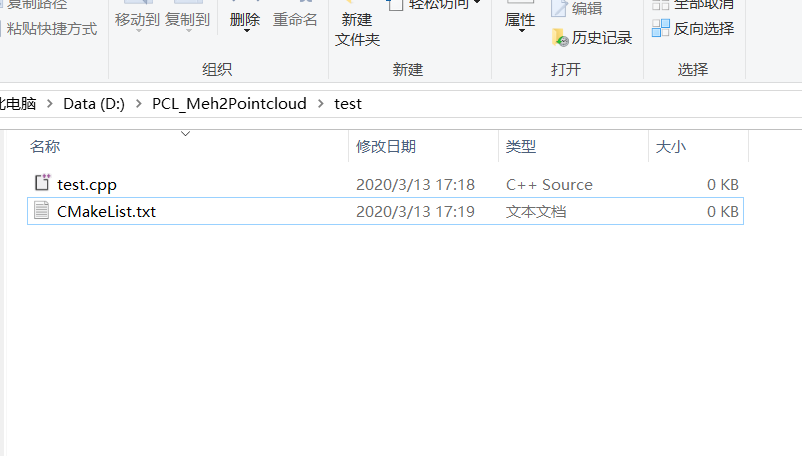 复制路径
粘贴快捷方式
移动到 复制到
删除 重命名
新建
文件夹
轻松访问
属性
编辑
历史记录
全部取消
反向选择
组织
新建
打开
选择
此电脑 > Data (D:) > PCL_Meh2Pointcloud > test
名称 修改日期 类型 大小
test.cpp 2020/3/13 17:18 C++ Source 0 KB
CMakeList.txt 2020/3/13 17:19 文本文档 0 KB